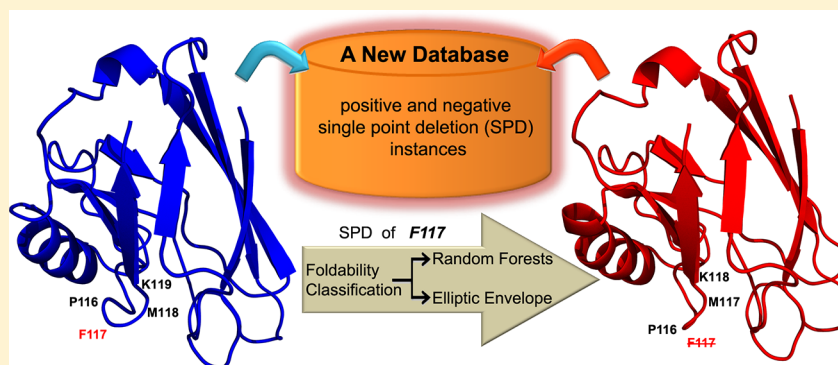 A New Database
positive and negative
single point deletion (SPD)
instances
SPD of F117
Foldability
Classification
Random Forests
Elliptic Envelope
K119
P116
M118
F117
K118
M117
P116
F117